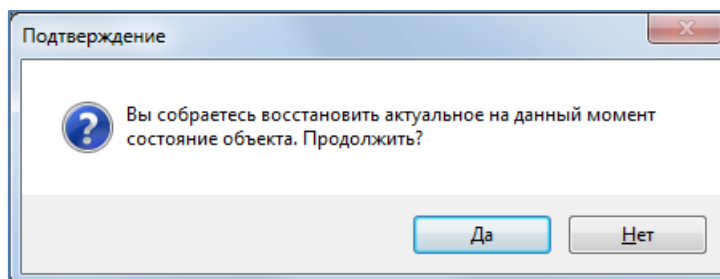 Подтверждение
Вы собираетесь восстановить актуальное на данный момент
состояние объекта. Продолжить?
Да
Нет